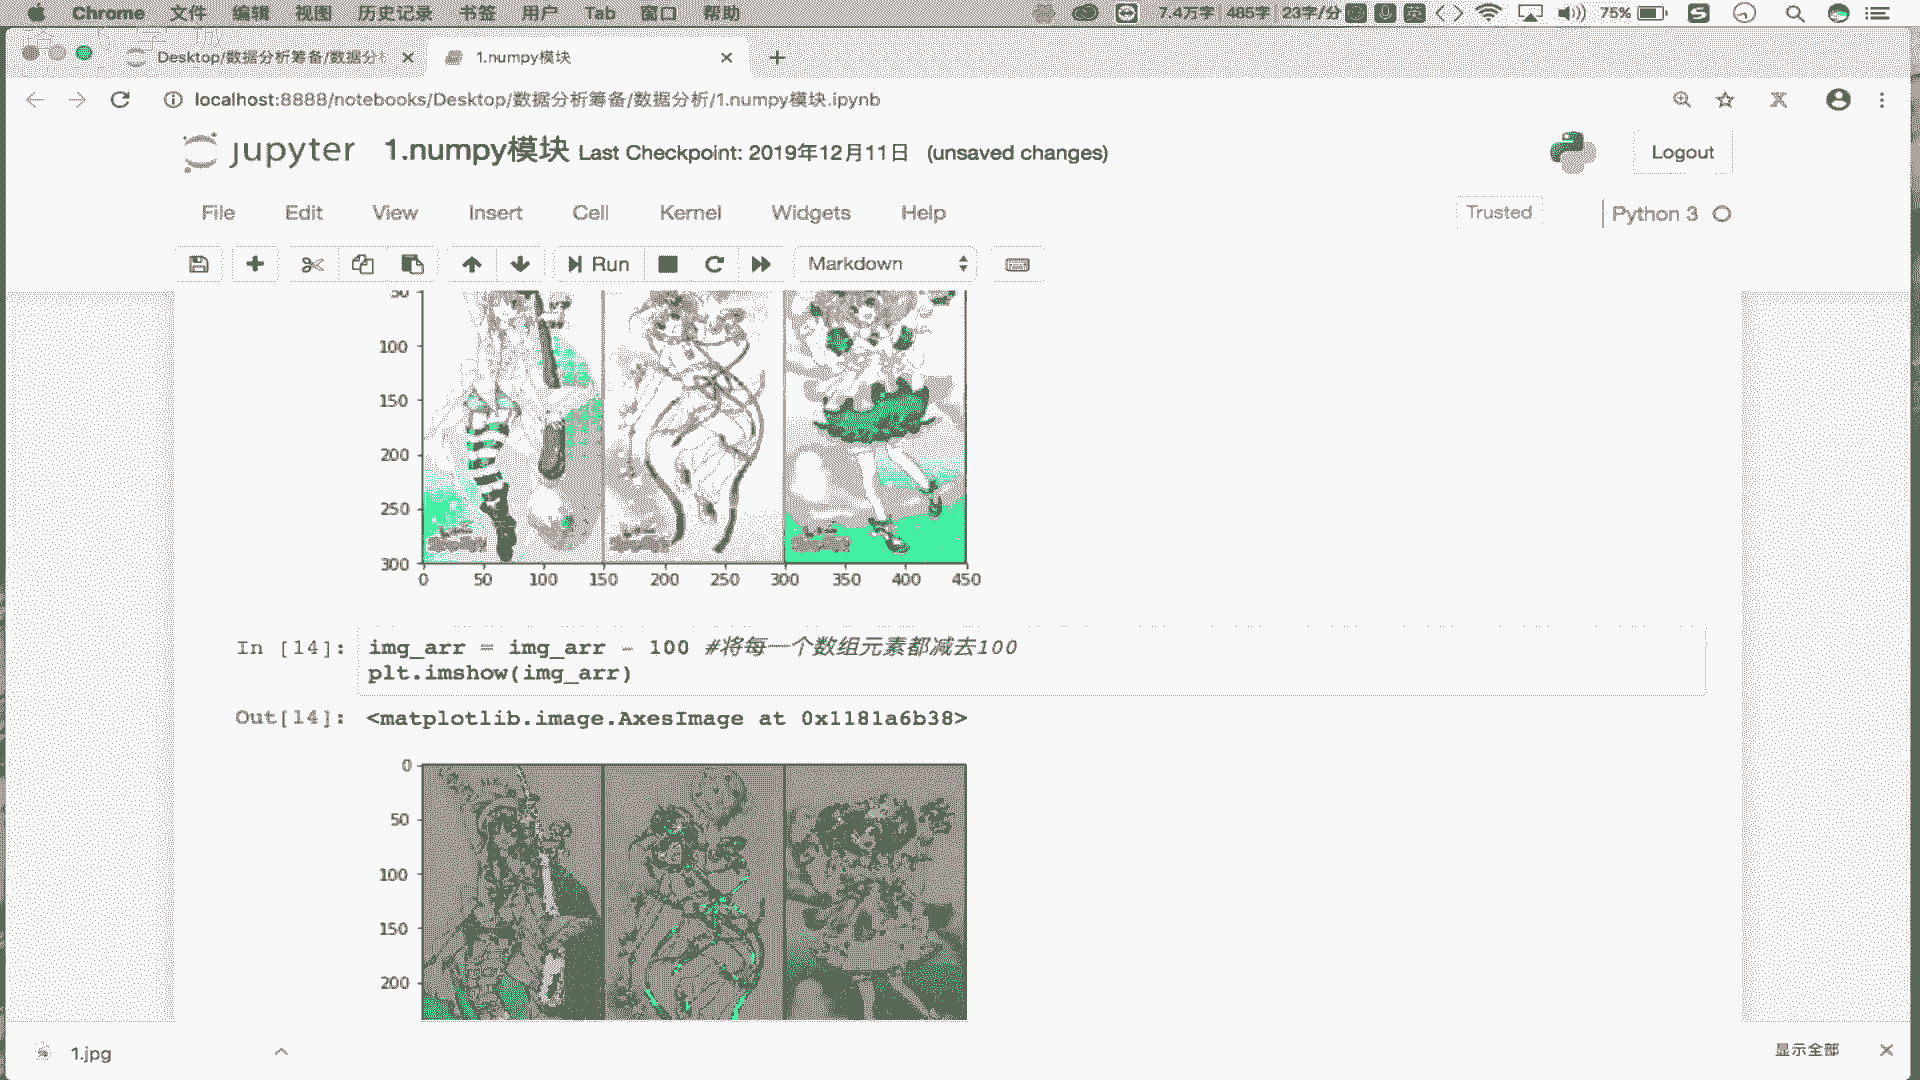 Chrome 文件 编辑 视图 历史记录 书签 用户 Tab 窗口 帮助 7.4万字 485字 23字/分 英 75%
Desktop/数据分析筹备/数据分析 1.numpy模块
localhost:8888/notebooks/Desktop/数据分析筹备/数据分析/1.numpy模块.ipynb
jupyter 1.numpy模块 Last Checkpoint: 2019年12月11日 (unsaved changes) Logout
File Edit View Insert Cell Kernel Widgets Help Trusted Python 3
Run Markdown
50
100
150
200
250
300
0 50 100 150 200 250 300 350 400 450
In [14]: img_arr = img_arr - 100 #将每一个数组元素都减去100
plt.imshow(img_arr)
Out[14]: <matplotlib.image.AxesImage at 0x1181a6b38>
0
50
100
150
200
1.jpg 显示全部